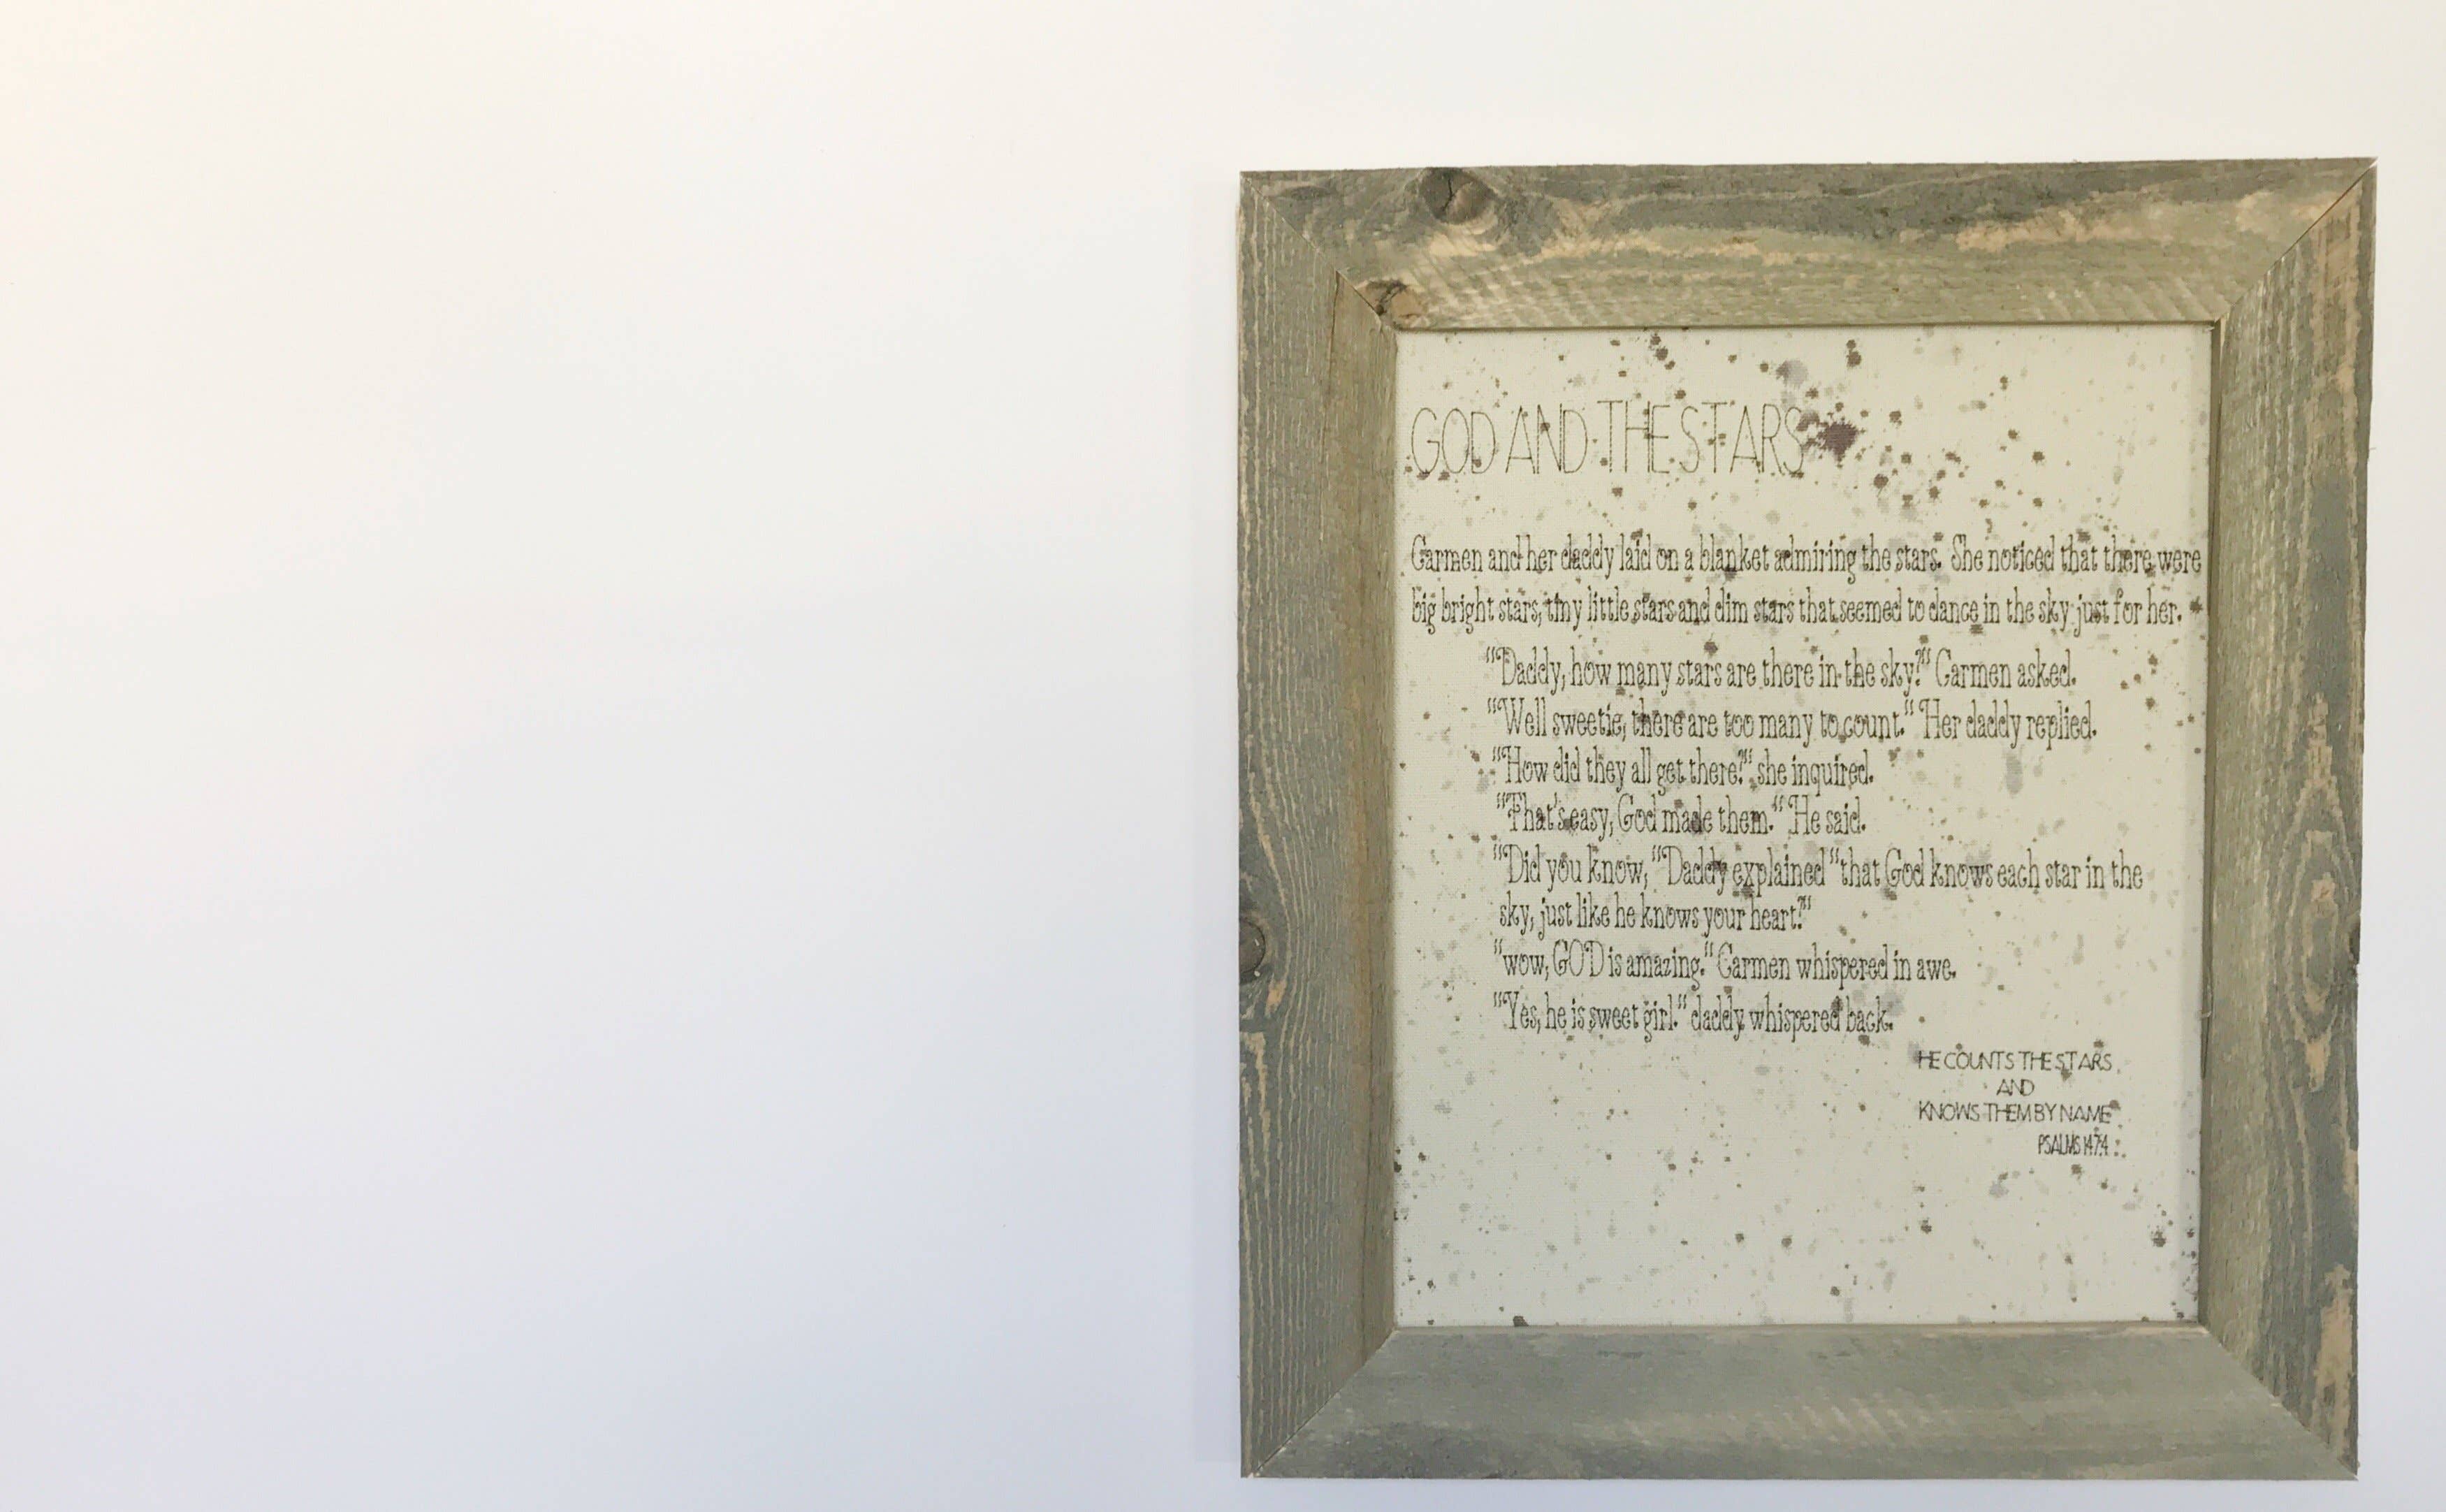 GOD AND THE STARS
Carmen and her daddy laid on a blanket admiring the stars. She noticed that there were
big bright stars, tiny little stars and dim stars that seemed to dance in the sky just for her.
"Daddy, how many stars are there in the sky?" Carmen asked.
"Well sweetie, there are too many to count." Her daddy replied.
"How did they all get there?" she inquired.
"That's easy, God made them." He said.
"Did you know, "Daddy explained "that God knows each star in the
sky, just like he knows your heart?"
"wow, GOD is amazing." Carmen whispered in awe.
"Yes, he is sweet girl." daddy whispered back.
HE COUNTS THE STARS
AND
KNOWS THEM BY NAME
PSALMS 147:4